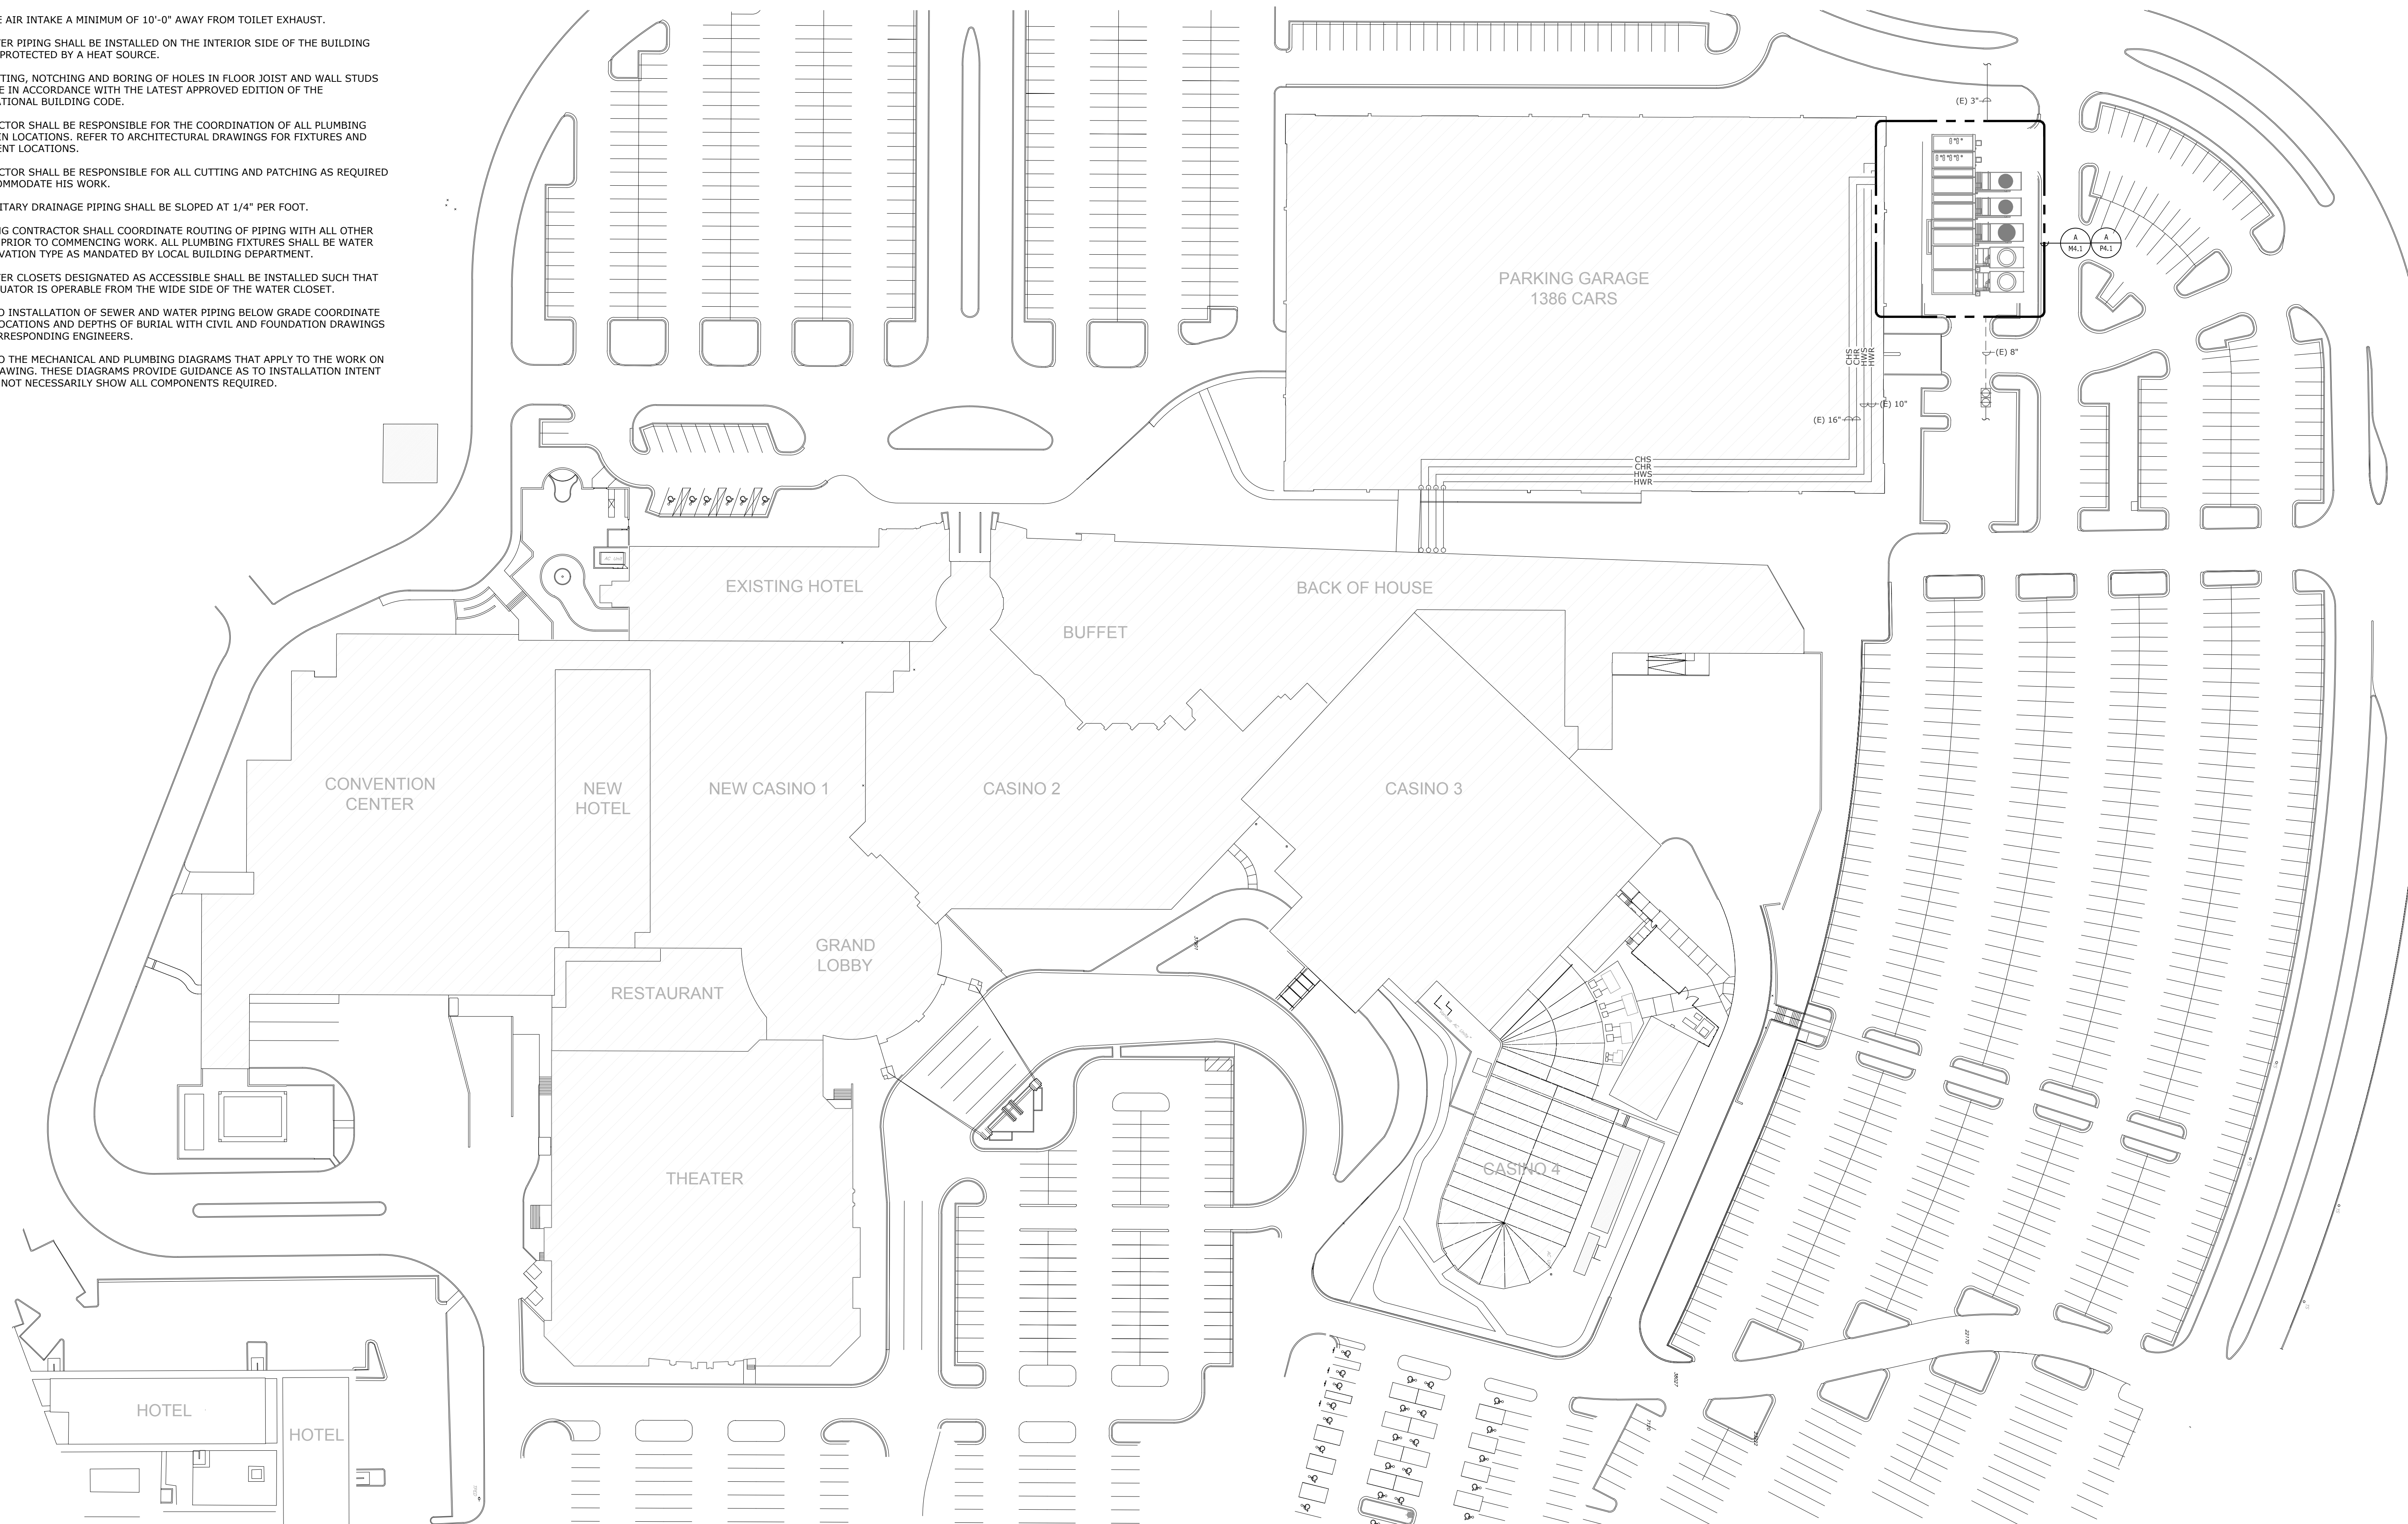 E AIR INTAKE A MINIMUM OF 10'-0" AWAY FROM TOILET EXHAUST.
ER PIPING SHALL BE INSTALLED ON THE INTERIOR SIDE OF THE BUILDING
PROTECTED BY A HEAT SOURCE.
TING, NOTCHING AND BORING OF HOLES IN FLOOR JOIST AND WALL STUDS
E IN ACCORDANCE WITH THE LATEST APPROVED EDITION OF THE
ATIONAL BUILDING CODE.
CTOR SHALL BE RESPONSIBLE FOR THE COORDINATION OF ALL PLUMBING
IN LOCATIONS. REFER TO ARCHITECTURAL DRAWINGS FOR FIXTURES AND
ENT LOCATIONS.
CTOR SHALL BE RESPONSIBLE FOR ALL CUTTING AND PATCHING AS REQUIRED
OMMODATE HIS WORK.
ITARY DRAINAGE PIPING SHALL BE SLOPED AT 1/4" PER FOOT.
NG CONTRACTOR SHALL COORDINATE ROUTING OF PIPING WITH ALL OTHER
PRIOR TO COMMENCING WORK. ALL PLUMBING FIXTURES SHALL BE WATER
VATION TYPE AS MANDATED BY LOCAL BUILDING DEPARTMENT.
ER CLOSETS DESIGNATED AS ACCESSIBLE SHALL BE INSTALLED SUCH THAT
UATOR IS OPERABLE FROM THE WIDE SIDE OF THE WATER CLOSET.
O INSTALLATION OF SEWER AND WATER PIPING BELOW GRADE COORDINATE
OCATIONS AND DEPTHS OF BURIAL WITH CIVIL AND FOUNDATION DRAWINGS
RRESPONDING ENGINEERS.
O THE MECHANICAL AND PLUMBING DIAGRAMS THAT APPLY TO THE WORK ON
AWING. THESE DIAGRAMS PROVIDE GUIDANCE AS TO INSTALLATION INTENT
NOT NECESSARILY SHOW ALL COMPONENTS REQUIRED.
(E) 3"
A
M4.1
A
P4.1
PARKING GARAGE
1386 CARS
CHS
CHR
HWS
HWR
(E) 8"
(E) 10"
(E) 16"
CHS
CHR
HWS
HWR
EXISTING HOTEL
BACK OF HOUSE
BUFFET
CONVENTION
CENTER
NEW
HOTEL
NEW CASINO 1
CASINO 2
CASINO 3
GRAND
LOBBY
RESTAURANT
THEATER
CASINO 4
HOTEL
HOTEL